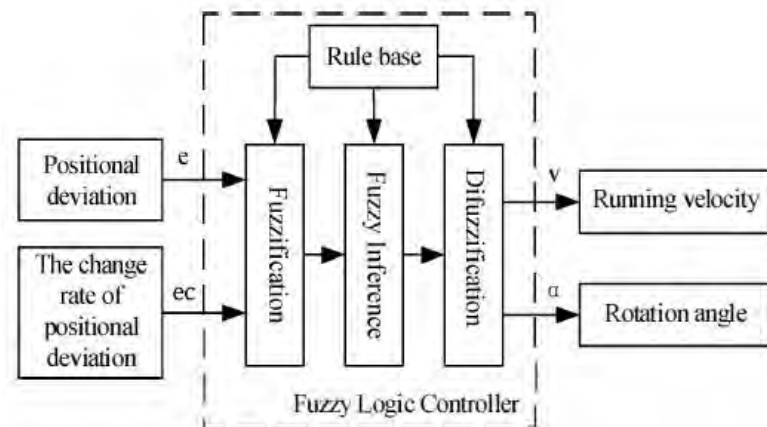 Rule base
Positional
deviation
e
The change
rate of
positional
deviation
ec
Fuzzification
Fuzzy Inference
Difuzzification
v
Running velocity
α
Rotation angle
Fuzzy Logic Controller